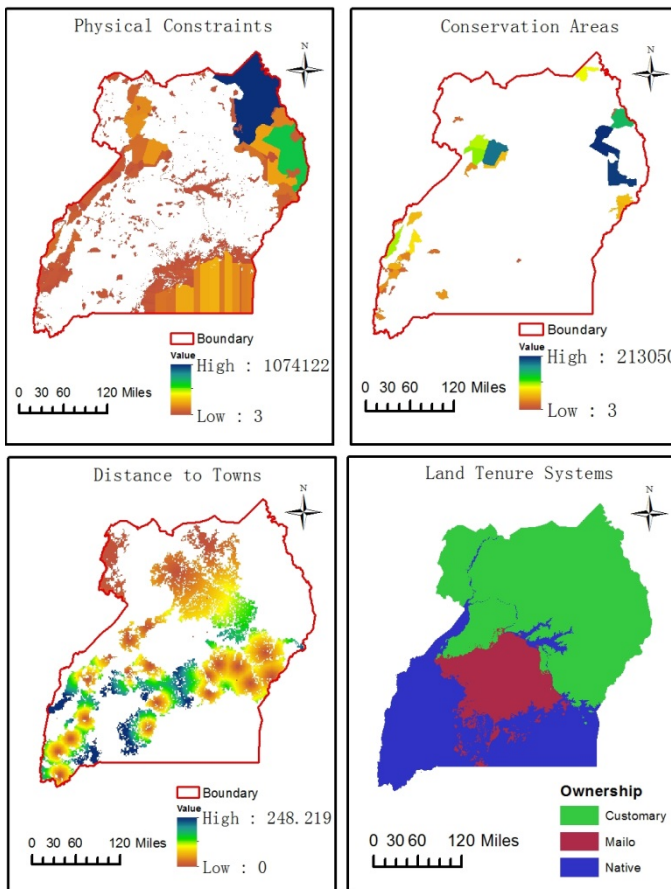 Physical Constraints
N
Boundary
Value
High : 1074122
Low : 3
0 30 60 120 Miles
Conservation Areas
N
Boundary
Value
High : 213050
Low : 3
0 30 60 120 Miles
Distance to Towns
N
Boundary
Value
High : 248.219
Low : 0
0 30 60 120 Miles
Land Tenure Systems
N
Ownership
Customary
Mailo
Native
0 30 60 120 Miles